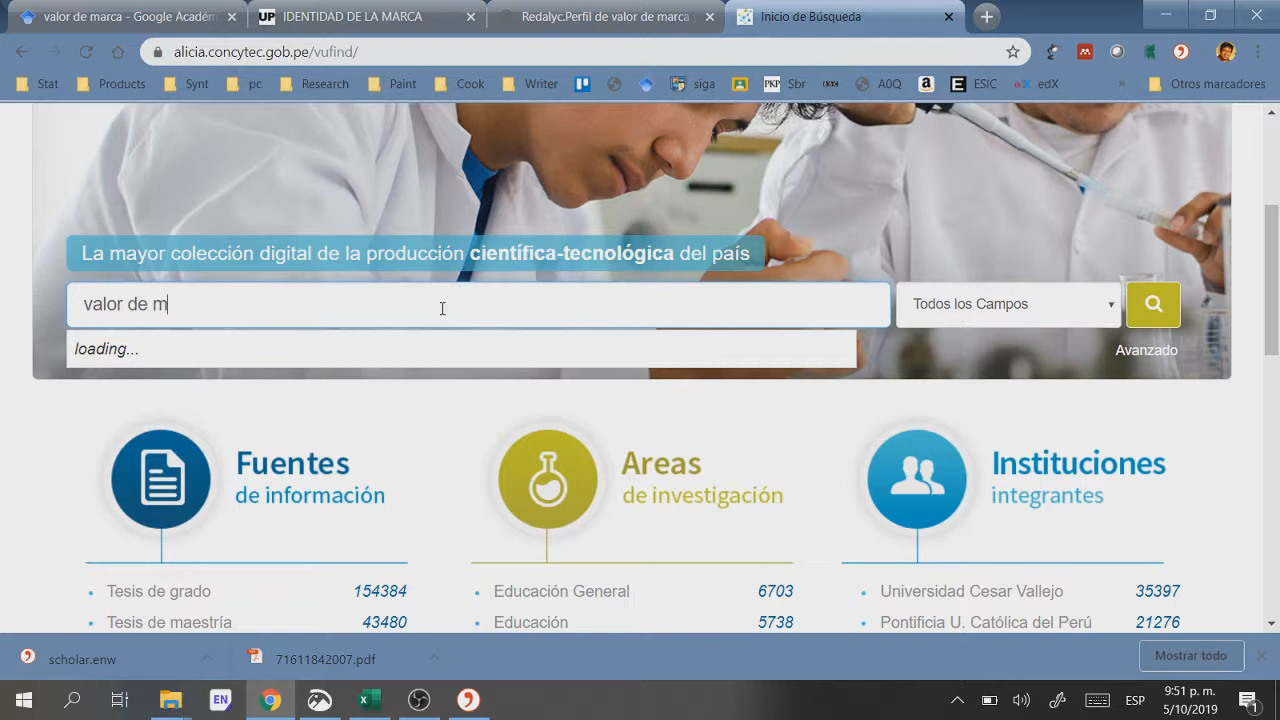 valor de marca - Google Académ
UP IDENTIDAD DE LA MARCA
Redalyc.Perfil de valor de marca y
Inicio de Búsqueda
alicia.concytec.gob.pe/vufind/
Stat Products Synt pc Research Paint Cook Writer siga PKP Sbr A0Q a E ESIC edX » Otros marcadores
La mayor colección digital de la producción científica-tecnológica del país
valor de m
Todos los Campos
loading...
Avanzado
Fuentes
de información
Tesis de grado 154384
Tesis de maestría 43480
Areas
de investigación
Educación General 6703
Educación 5738
Instituciones
integrantes
Universidad Cesar Vallejo 35397
Pontificia U. Católica del Perú 21276
scholar.enw
71611842007.pdf
Mostrar todo
EN
ESP
9:51 p. m.
5/10/2019
1